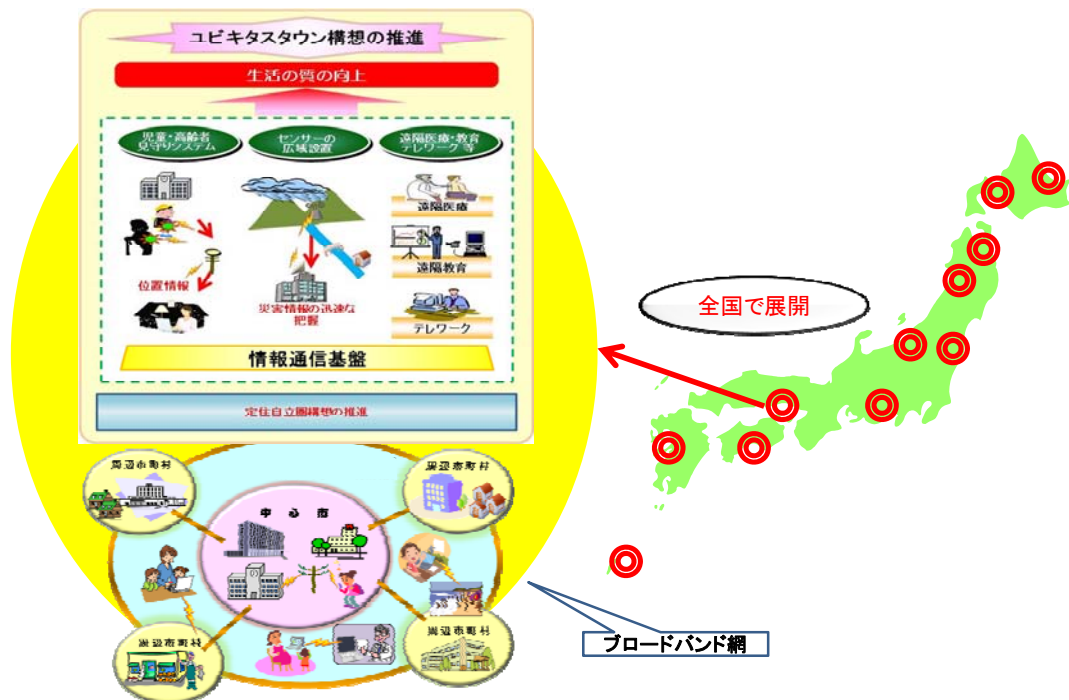 ユビキタスタウン構想の推進
生活の質の向上
児童・高齢者
見守りシステム
センサーの
広域設置
遠隔医療・教育
テレワーク等
位置情報
災害情報の迅速な
把握
遠隔医療
遠隔教育
テレワーク
情報通信基盤
定住自立圏構想の推進
全国で展開
周辺市町村
周辺市町村
中心市
周辺市町村
周辺市町村
ブロードバンド網